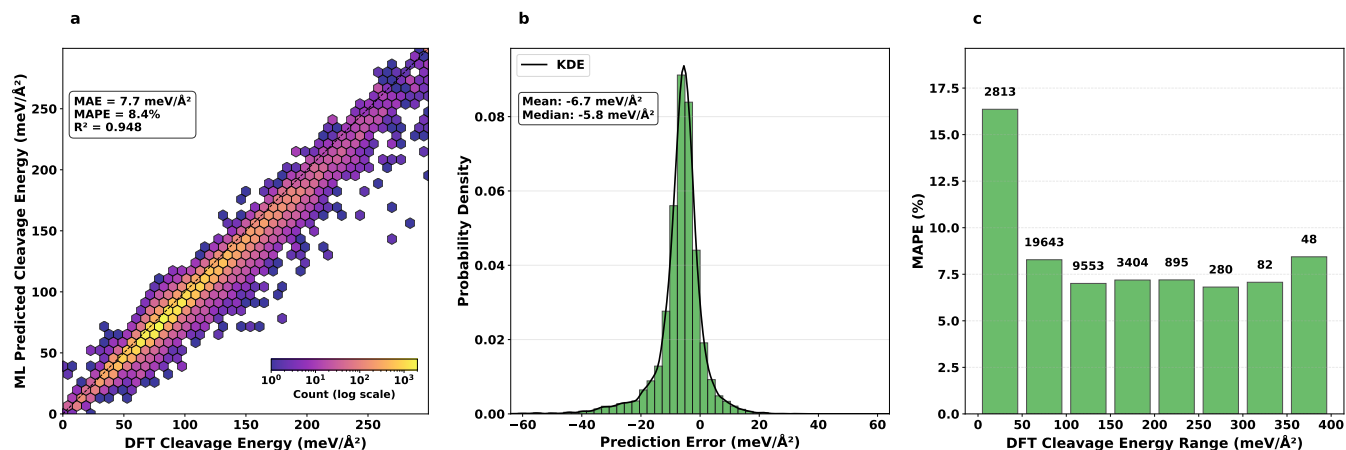 a
ML Predicted Cleavage Energy (meV/Å²)
250
200
150
100
50
0
MAE = 7.7 meV/Å²
MAPE = 8.4%
R² = 0.948
10⁰ 10¹ 10² 10³
Count (log scale)
0 50 100 150 200 250
DFT Cleavage Energy (meV/Å²)
b
Probability Density
0.08
0.06
0.04
0.02
0.00
KDE
Mean: -6.7 meV/Å²
Median: -5.8 meV/Å²
−60 −40 −20 0 20 40 60
Prediction Error (meV/Å²)
c
MAPE (%)
17.5
15.0
12.5
10.0
7.5
5.0
2.5
0.0
2813
19643
9553
3404
895
280
82
48
0 50 100 150 200 250 300 350 400
DFT Cleavage Energy Range (meV/Å²)